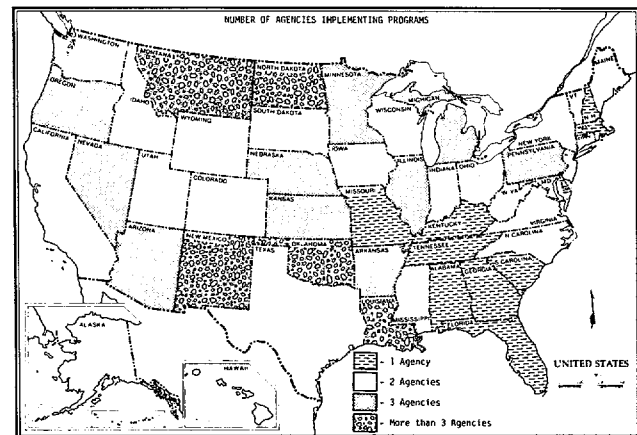 NUMBER OF AGENCIES IMPLEMENTING PROGRAMS
WASHINGTON
MONTANA
NORTH DAKOTA
MINNESOTA
MAINE
OREGON
IDAHO
SOUTH DAKOTA
WISCONSIN
MICHIGAN
VT
WYOMING
NEW YORK
CALIFORNIA
NEVADA
NEBRASKA
IOWA
ILLINOIS
INDIANA
OHIO
PENNSYLVANIA
UTAH
COLORADO
KANSAS
MISSOURI
KENTUCKY
VIRGINIA
ARIZONA
NEW MEXICO
OKLAHOMA
ARKANSAS
TENNESSEE
N CAROLINA
TEXAS
ALABAMA
GEORGIA
S CAROLINA
LOUISIANA
MISSISSIPPI
FLORIDA
ALASKA
HAWAII
- 1 Agency
- 2 Agencies
- 3 Agencies
- More than 3 Agencies
UNITED STATES